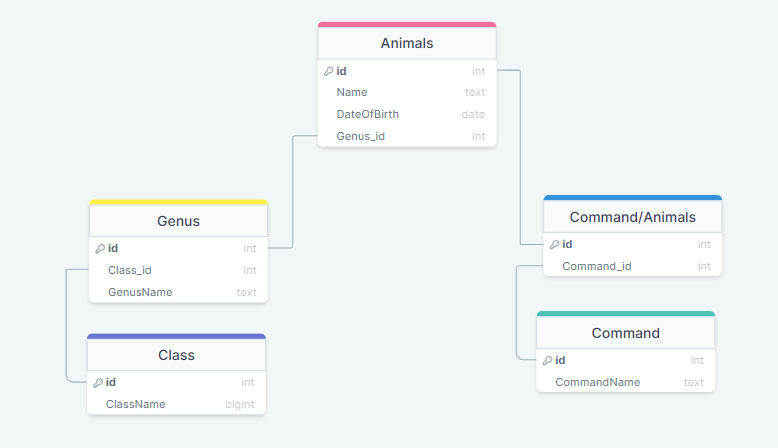 Animals
id int
Name text
DateOfBirth date
Genus_id int
Genus
id int
Class_id int
GenusName text
Class
id int
ClassName bigint
Command/Animals
id int
Command_id int
Command
id int
CommandName text